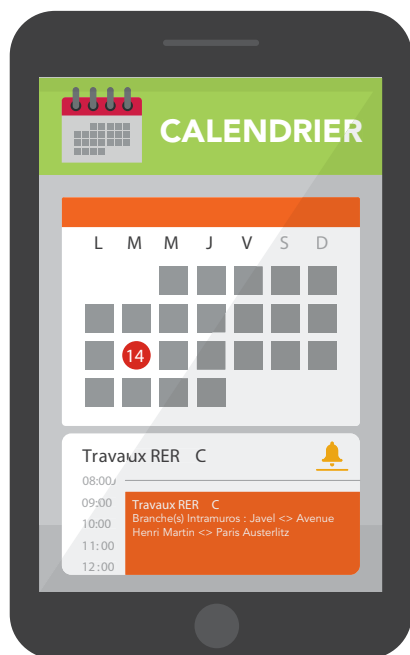 CALENDRIER
L M M J V S D
14
Travaux RER C
08:00
09:00
Travaux RER C
Branche(s) Intramuros : Javel <> Avenue
10:00
Henri Martin <> Paris Austerlitz
11:00
12:00